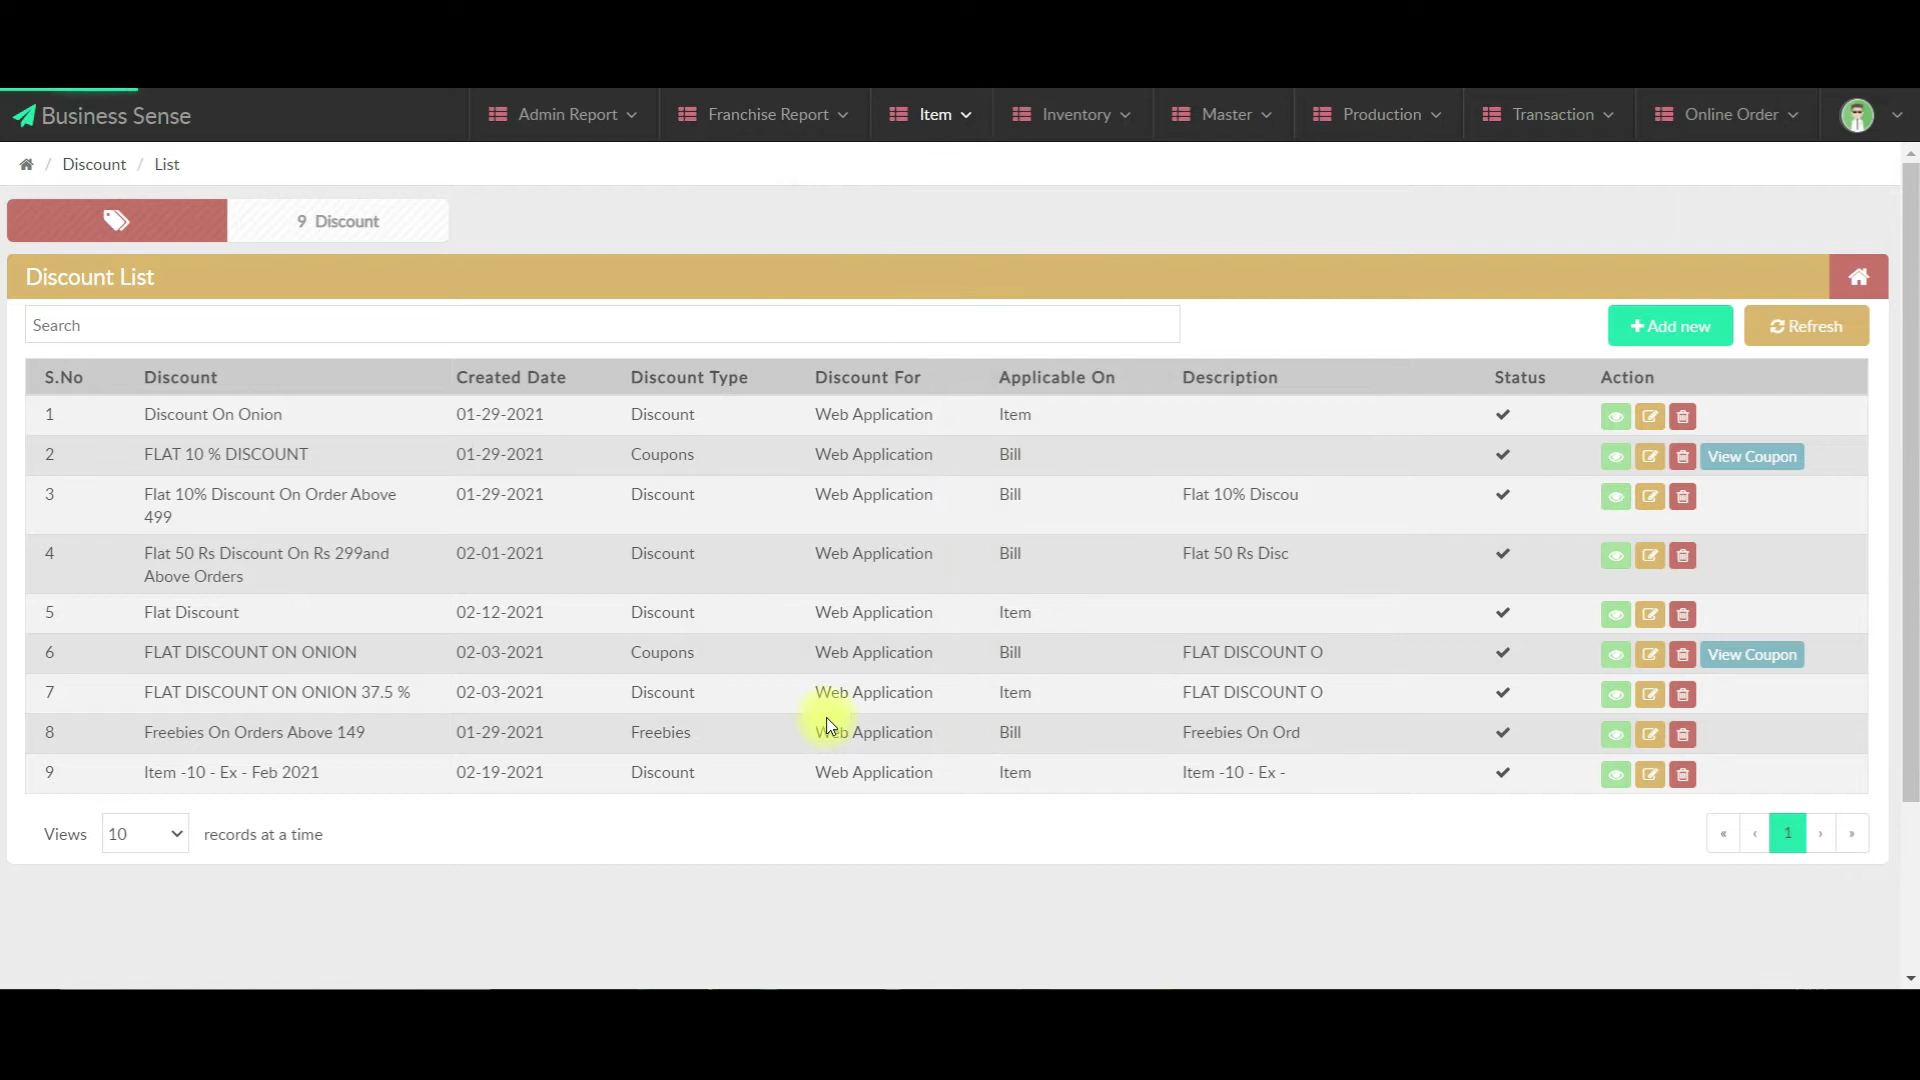 Business Sense Admin Report Franchise Report Item Inventory Master Production Transaction Online Order
/ Discount / List
9 Discount
Discount List
Search Add new Refresh
S.No Discount Created Date Discount Type Discount For Applicable On Description Status Action
1 Discount On Onion 01-29-2021 Discount Web Application Item
2 FLAT 10 % DISCOUNT 01-29-2021 Coupons Web Application Bill View Coupon
3 Flat 10% Discount On Order Above 01-29-2021 Discount Web Application Bill Flat 10% Discou
499
4 Flat 50 Rs Discount On Rs 299and 02-01-2021 Discount Web Application Bill Flat 50 Rs Disc
Above Orders
5 Flat Discount 02-12-2021 Discount Web Application Item
6 FLAT DISCOUNT ON ONION 02-03-2021 Coupons Web Application Bill FLAT DISCOUNT O View Coupon
7 FLAT DISCOUNT ON ONION 37.5 % 02-03-2021 Discount Web Application Item FLAT DISCOUNT O
8 Freebies On Orders Above 149 01-29-2021 Freebies Web Application Bill Freebies On Ord
9 Item -10 - Ex - Feb 2021 02-19-2021 Discount Web Application Item Item -10 - Ex -
Views 10 records at a time « ‹ 1 › »